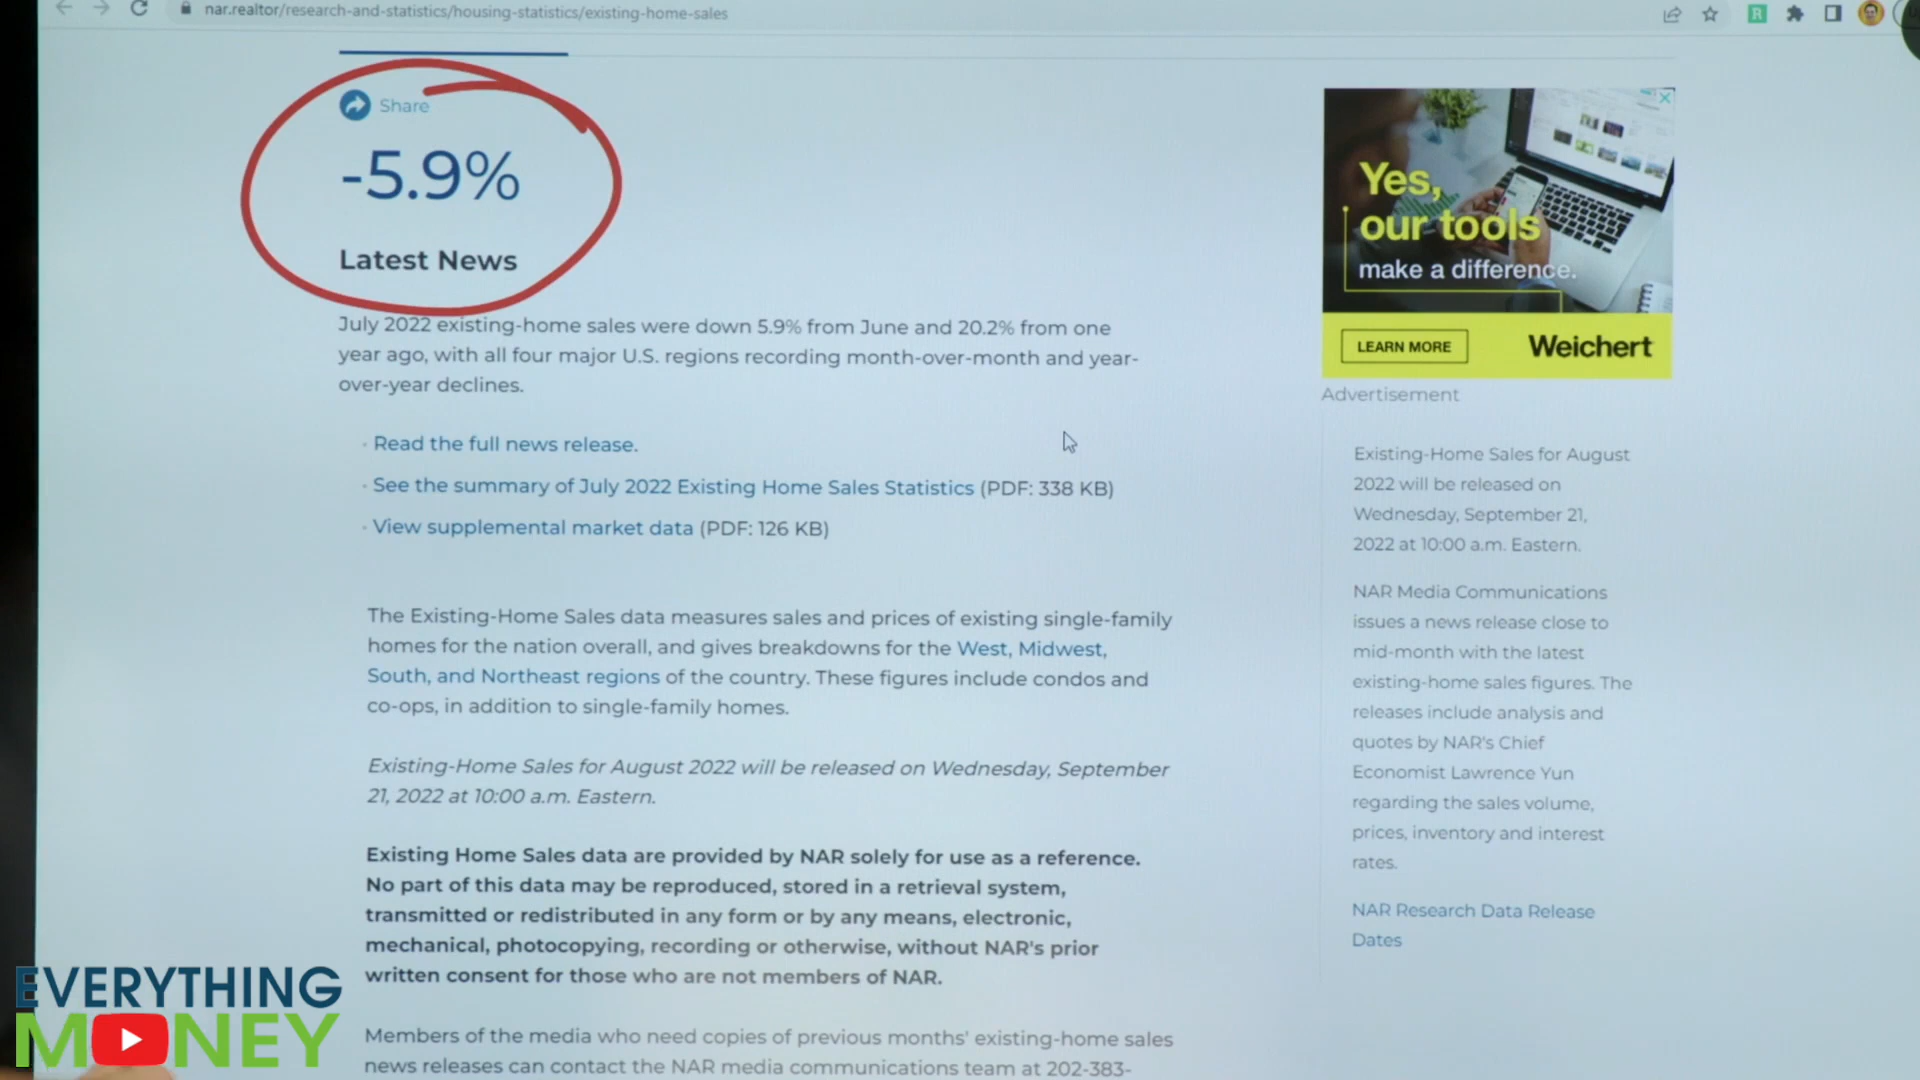 nar.realtor/research-and-statistics/housing-statistics/existing-home-sales
Share
-5.9%
Latest News
July 2022 existing-home sales were down 5.9% from June and 20.2% from one
year ago, with all four major U.S. regions recording month-over-month and year-
over-year declines.
Read the full news release.
See the summary of July 2022 Existing Home Sales Statistics (PDF: 338 KB)
View supplemental market data (PDF: 126 KB)
The Existing-Home Sales data measures sales and prices of existing single-family
homes for the nation overall, and gives breakdowns for the West, Midwest,
South, and Northeast regions of the country. These figures include condos and
co-ops, in addition to single-family homes.
Existing-Home Sales for August 2022 will be released on Wednesday, September
21, 2022 at 10:00 a.m. Eastern.
Existing Home Sales data are provided by NAR solely for use as a reference.
No part of this data may be reproduced, stored in a retrieval system,
transmitted or redistributed in any form or by any means, electronic,
mechanical, photocopying, recording or otherwise, without NAR's prior
written consent for those who are not members of NAR.
Members of the media who need copies of previous months' existing-home sales
news releases can contact the NAR media communications team at 202-383-
Yes,
our tools
make a difference.
LEARN MORE
Weichert
Advertisement
Existing-Home Sales for August
2022 will be released on
Wednesday, September 21,
2022 at 10:00 a.m. Eastern.
NAR Media Communications
issues a news release close to
mid-month with the latest
existing-home sales figures. The
releases include analysis and
quotes by NAR's Chief
Economist Lawrence Yun
regarding the sales volume,
prices, inventory and interest
rates.
NAR Research Data Release
Dates
EVERYTHING
MONEY